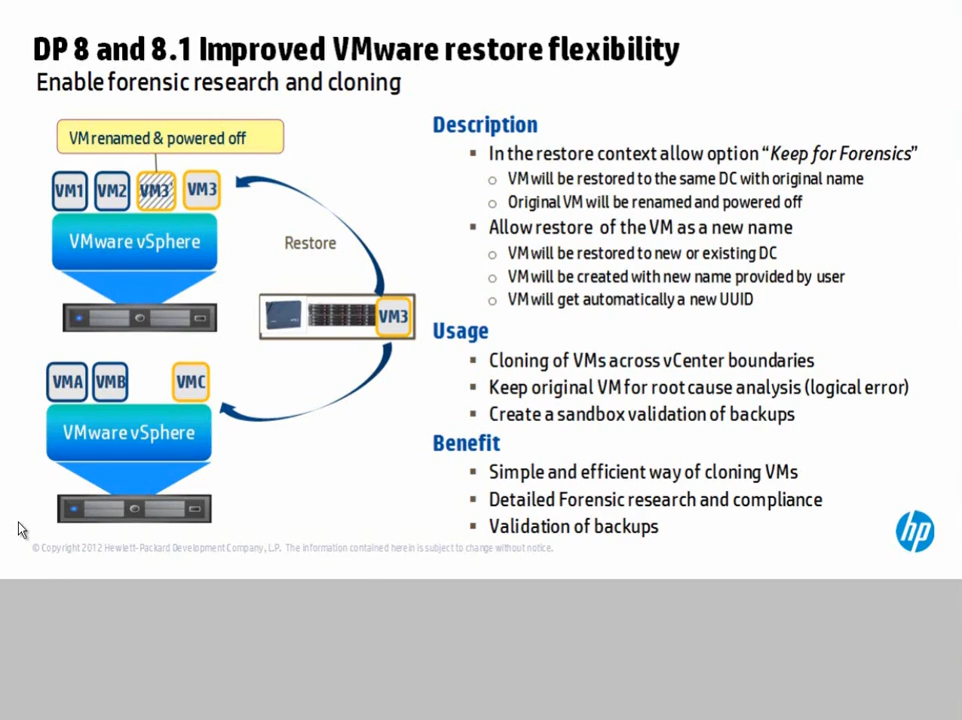 DP 8 and 8.1 Improved VMware restore flexibility
Enable forensic research and cloning
VM renamed & powered off
VM1 VM2 VM3' VM3
VMware vSphere
Restore
VM3
VMA VMB VMC
VMware vSphere
Description
In the restore context allow option “Keep for Forensics”
VM will be restored to the same DC with original name
Original VM will be renamed and powered off
Allow restore of the VM as a new name
VM will be restored to new or existing DC
VM will be created with new name provided by user
VM will get automatically a new UUID
Usage
Cloning of VMs across vCenter boundaries
Keep original VM for root cause analysis (logical error)
Create a sandbox validation of backups
Benefit
Simple and efficient way of cloning VMs
Detailed Forensic research and compliance
Validation of backups
hp
© Copyright 2012 Hewlett-Packard Development Company, L.P. The information contained herein is subject to change without notice.